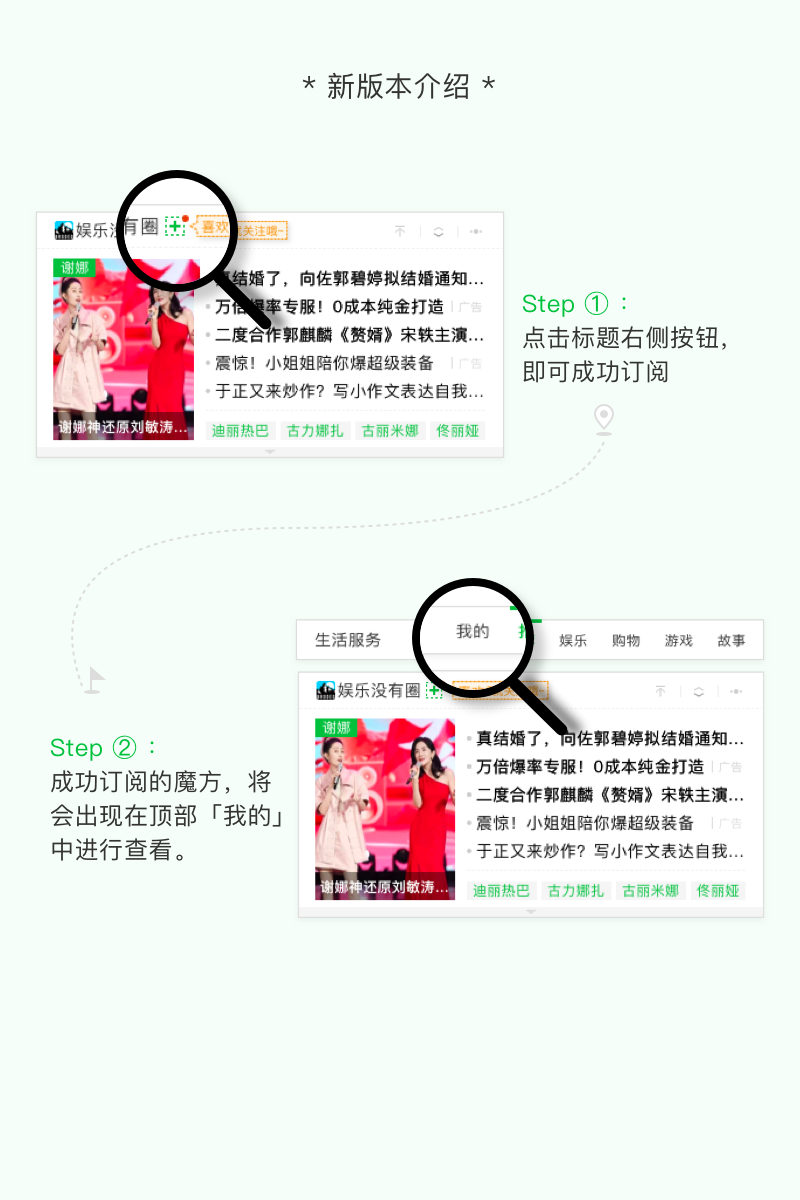 * 新版本介绍 *
娱乐没有圈
喜欢
关注哦~
谢娜
真结婚了，向佐郭碧婷拟结婚通知...
万倍爆率专服！0成本纯金打造 | 广告
二度合作郭麒麟《赘婿》宋轶主演...
震惊！小姐姐陪你爆超级装备 | 广告
于正又来炒作？写小作文表达自我...
谢娜神还原刘敏涛...
迪丽热巴 古力娜扎 古丽米娜 佟丽娅
Step ① ：
点击标题右侧按钮，
即可成功订阅
生活服务 我的 娱乐 购物 游戏 故事
娱乐没有圈
谢娜
真结婚了，向佐郭碧婷拟结婚通知...
万倍爆率专服！0成本纯金打造 | 广告
二度合作郭麒麟《赘婿》宋轶主演...
震惊！小姐姐陪你爆超级装备 | 广告
于正又来炒作？写小作文表达自我...
谢娜神还原刘敏涛...
迪丽热巴 古力娜扎 古丽米娜 佟丽娅
Step ② ：
成功订阅的魔方，将
会出现在顶部「我的」
中进行查看。